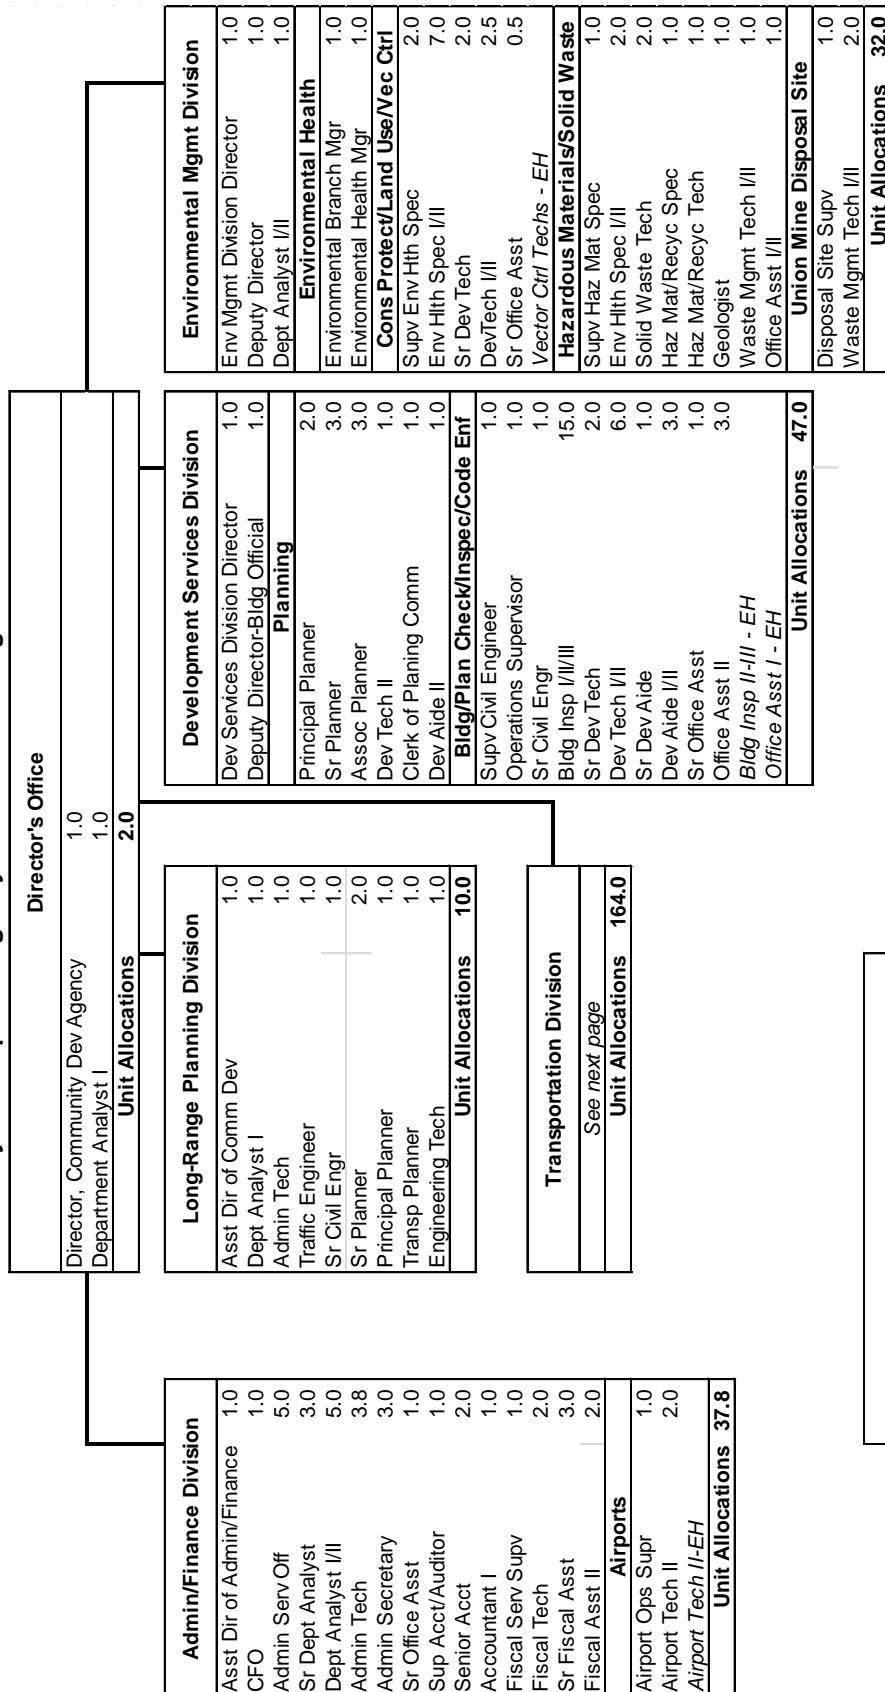 Director's Office
Director, Community Dev Agency 1.0
Department Analyst I 1.0
Unit Allocations 2.0
Admin/Finance Division
Asst Dir of Admin/Finance 1.0
CFO 1.0
Admin Serv Off 5.0
Sr Dept Analyst 3.0
Dept Analyst I/II 5.0
Admin Tech 3.8
Admin Secretary 3.0
Sr Office Asst 1.0
Sup Acct/Auditor 1.0
Senior Acct 2.0
Accountant I 1.0
Fiscal Serv Supv 1.0
Fiscal Tech 2.0
Sr Fiscal Asst 3.0
Fiscal Asst II 2.0
Airports
Airport Ops Supr 1.0
Airport Tech II 2.0
Airport Tech II-EH
Unit Allocations 37.8
Long-Range Planning Division
Asst Dir of Comm Dev 1.0
Dept Analyst I 1.0
Admin Tech 1.0
Traffic Engineer 1.0
Sr Civil Engr 1.0
Sr Planner 2.0
Principal Planner 1.0
Transp Planner 1.0
Engineering Tech 1.0
Unit Allocations 10.0
Transportation Division
See next page
Unit Allocations 164.0
Development Services Division
Dev Services Division Director 1.0
Deputy Director-Bldg Official 1.0
Planning
Principal Planner 2.0
Sr Planner 3.0
Assoc Planner 3.0
Dev Tech II 1.0
Clerk of Planing Comm 1.0
Dev Aide II 1.0
Bldg/Plan Check/Inspec/Code Enf
Supv Civil Engineer 1.0
Operations Supervisor 1.0
Sr Civil Engr 1.0
Bldg Insp I/II/III 15.0
Sr Dev Tech 2.0
Dev Tech I/II 6.0
Sr Dev Aide 1.0
Dev Aide I/II 3.0
Sr Office Asst 1.0
Office Asst II 3.0
Bldg Insp II-III - EH
Office Asst I - EH
Unit Allocations 47.0
Environmental Mgmt Division
Env Mgmt Division Director 1.0
Deputy Director 1.0
Dept Analyst I/II 1.0
Environmental Health
Environmental Branch Mgr 1.0
Environmental Health Mgr 1.0
Cons Protect/Land Use/Vec Ctrl
Supv Env Hth Spec 2.0
Env Hlth Spec I/II 7.0
Sr Dev Tech 2.0
DevTech I/II 2.5
Sr Office Asst 0.5
Vector Ctrl Techs - EH
Hazardous Materials/Solid Waste
Supv Haz Mat Spec 1.0
Env Hlth Spec I/II 2.0
Solid Waste Tech 2.0
Haz Mat/Recyc Spec 1.0
Haz Mat/Recyc Tech 1.0
Geologist 1.0
Waste Mgmt Tech I/II 1.0
Office Asst I/II 1.0
Union Mine Disposal Site
Disposal Site Supv 1.0
Waste Mgmt Tech I/II 2.0
Unit Allocations 32.0